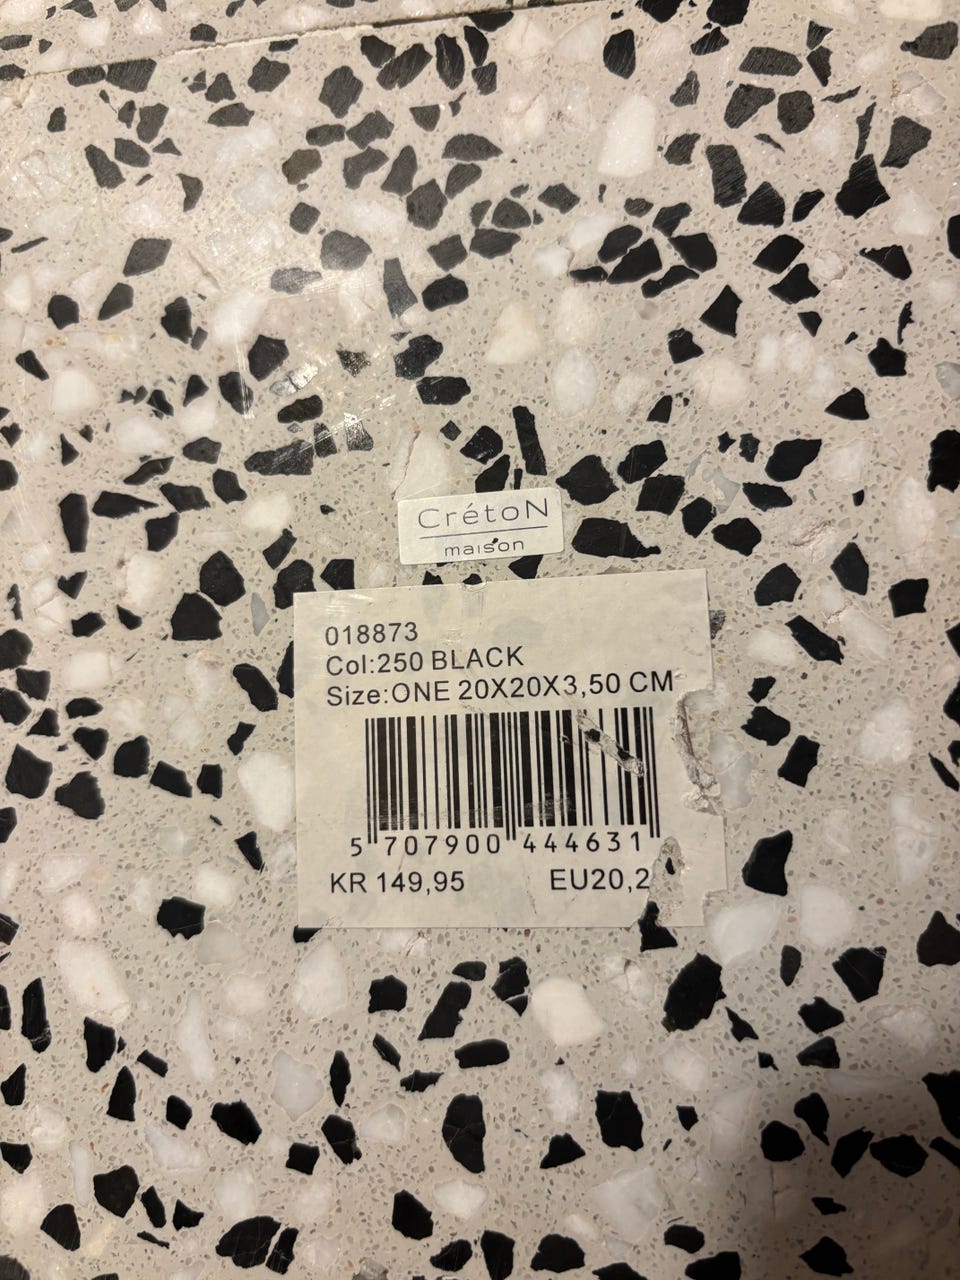 CrétoN
maison
018873
Col:250 BLACK
Size:ONE 20X20X3,50 CM
5 707900 444631
KR 149,95 EU20,2